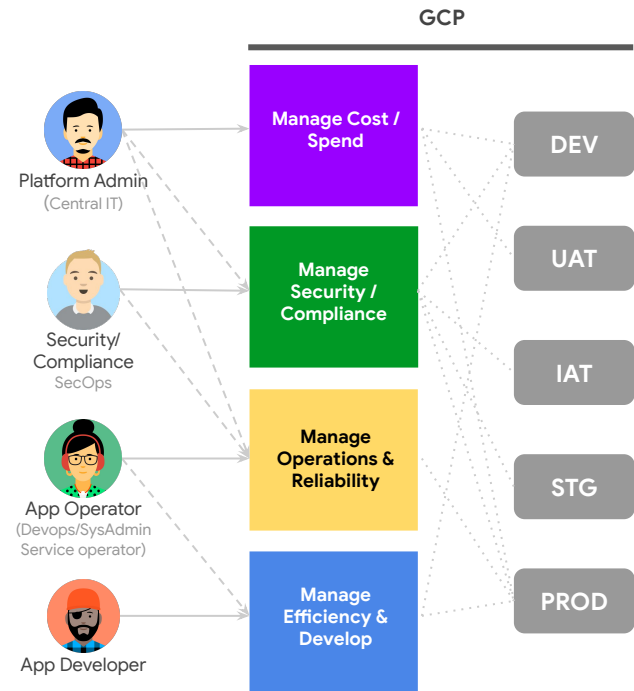 GCP
Platform Admin
(Central IT)
Security/
Compliance
SecOps
App Operator
(Devops/SysAdmin
Service operator)
App Developer
Manage Cost /
Spend
Manage
Security /
Compliance
Manage
Operations &
Reliability
Manage
Efficiency &
Develop
DEV
UAT
IAT
STG
PROD